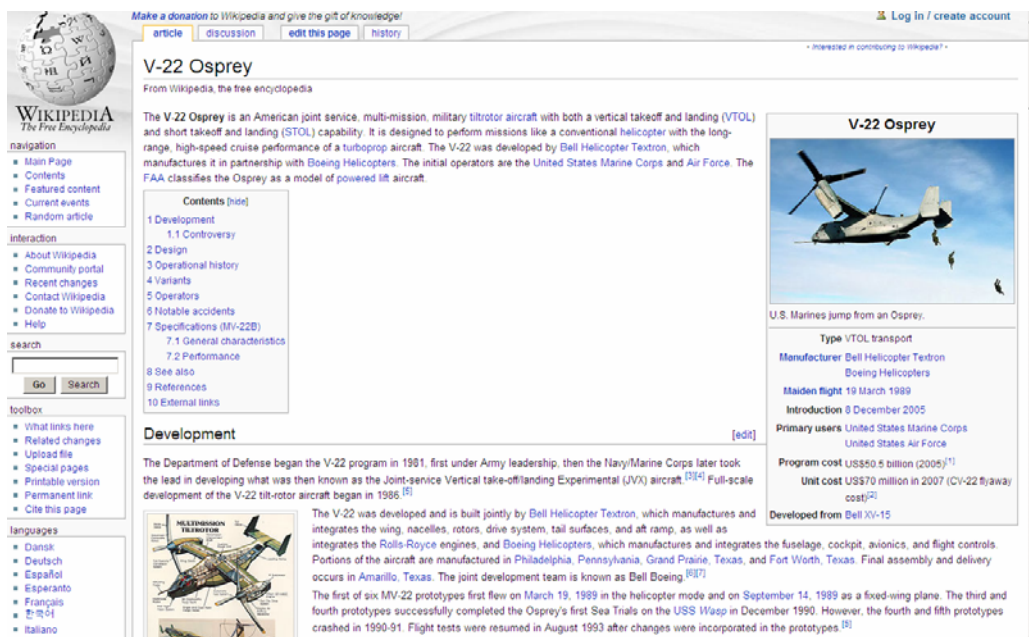 Make a donation to Wikipedia and give the gift of knowledge!
Log in / create account
article
discussion
edit this page
history
- Interested in contributing to Wikipedia? -
WIKIPEDIA
The Free Encyclopedia
navigation
Main Page
Contents
Featured content
Current events
Random article
interaction
About Wikipedia
Community portal
Recent changes
Contact Wikipedia
Donate to Wikipedia
Help
search
Go
Search
toolbox
What links here
Related changes
Upload file
Special pages
Printable version
Permanent link
Cite this page
languages
Dansk
Deutsch
Español
Esperanto
Français
한국어
Italiano
V-22 Osprey
From Wikipedia, the free encyclopedia
The V-22 Osprey is an American joint service, multi-mission, military tiltrotor aircraft with both a vertical takeoff and landing (VTOL)
and short takeoff and landing (STOL) capability. It is designed to perform missions like a conventional helicopter with the long-
range, high-speed cruise performance of a turboprop aircraft. The V-22 was developed by Bell Helicopter Textron, which
manufactures it in partnership with Boeing Helicopters. The initial operators are the United States Marine Corps and Air Force. The
FAA classifies the Osprey as a model of powered lift aircraft.
Contents [hide]
1 Development
1.1 Controversy
2 Design
3 Operational history
4 Variants
5 Operators
6 Notable accidents
7 Specifications (MV-22B)
7.1 General characteristics
7.2 Performance
8 See also
9 References
10 External links
V-22 Osprey
U.S. Marines jump from an Osprey.
Type VTOL transport
Manufacturer Bell Helicopter Textron
Boeing Helicopters
Maiden flight 19 March 1989
Introduction 8 December 2005
Primary users United States Marine Corps
United States Air Force
Program cost US$50.5 billion (2005)[1]
Unit cost US$70 million in 2007 (CV-22 flyaway
cost)[2]
Developed from Bell XV-15
Development
[edit]
The Department of Defense began the V-22 program in 1981, first under Army leadership, then the Navy/Marine Corps later took
the lead in developing what was then known as the Joint-service Vertical take-off/landing Experimental (JVX) aircraft.[3][4] Full-scale
development of the V-22 tilt-rotor aircraft began in 1986.[5]
MULTIMISSION
TILTROTOR
The V-22 was developed and is built jointly by Bell Helicopter Textron, which manufactures and
integrates the wing, nacelles, rotors, drive system, tail surfaces, and aft ramp, as well as
integrates the Rolls-Royce engines, and Boeing Helicopters, which manufactures and integrates the fuselage, cockpit, avionics, and flight controls.
Portions of the aircraft are manufactured in Philadelphia, Pennsylvania, Grand Prairie, Texas, and Fort Worth, Texas. Final assembly and delivery
occurs in Amarillo, Texas. The joint development team is known as Bell Boeing.[6][7]
The first of six MV-22 prototypes first flew on March 19, 1989 in the helicopter mode and on September 14, 1989 as a fixed-wing plane. The third and
fourth prototypes successfully completed the Osprey's first Sea Trials on the USS Wasp in December 1990. However, the fourth and fifth prototypes
crashed in 1990-91. Flight tests were resumed in August 1993 after changes were incorporated in the prototypes.